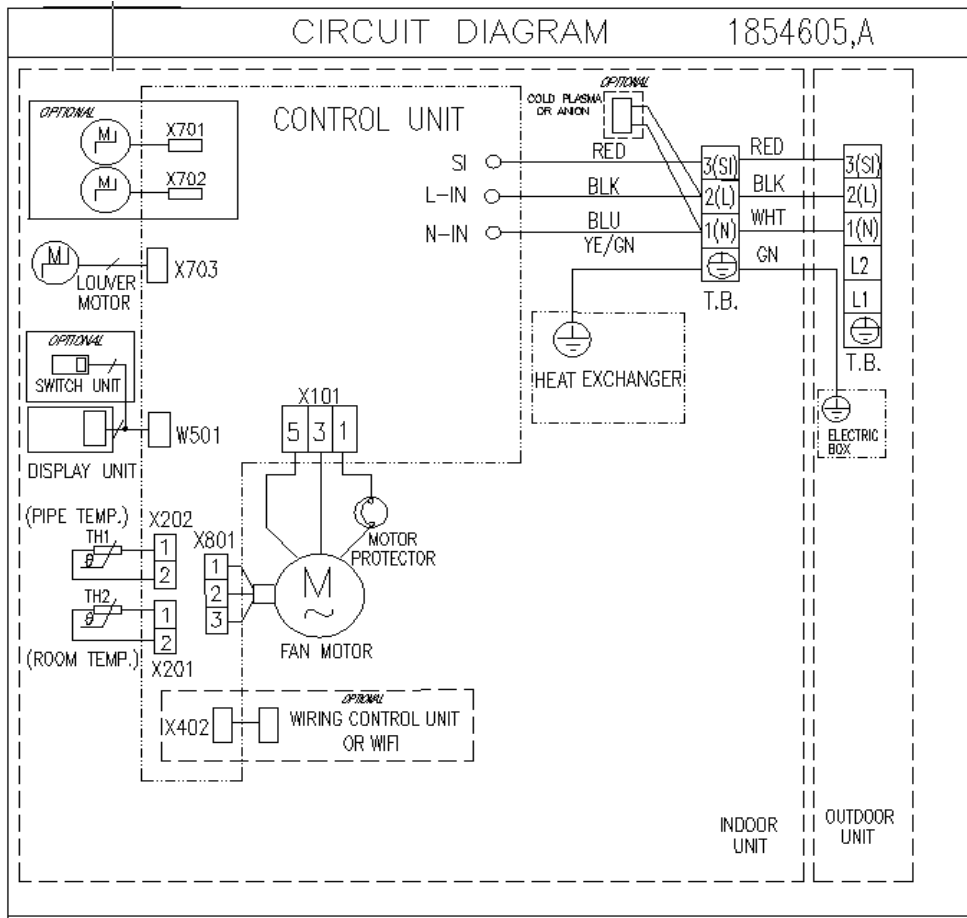 CIRCUIT DIAGRAM 1854605,A
OPTIONAL
M
X701
M
X702
CONTROL UNIT
OPTIONAL
COLD PLASMA
OR ANION
SI
RED
3(SI)
RED
3(SI)
L-IN
BLK
2(L)
BLK
2(L)
N-IN
BLU
1(N)
WHT
1(N)
YE/GN
GN
L2
L1
T.B.
T.B.
M
X703
LOUVER
MOTOR
OPTIONAL
SWITCH UNIT
W501
DISPLAY UNIT
X101
5 3 1
HEAT EXCHANGER
ELECTRIC
BOX
(PIPE TEMP.)
TH1
θ
X202
1
2
TH2
θ
1
2
(ROOM TEMP.)
X201
X801
1
2
3
MOTOR
PROTECTOR
M
~
FAN MOTOR
OPTIONAL
X402
WIRING CONTROL UNIT
OR WIFI
INDOOR
UNIT
OUTDOOR
UNIT